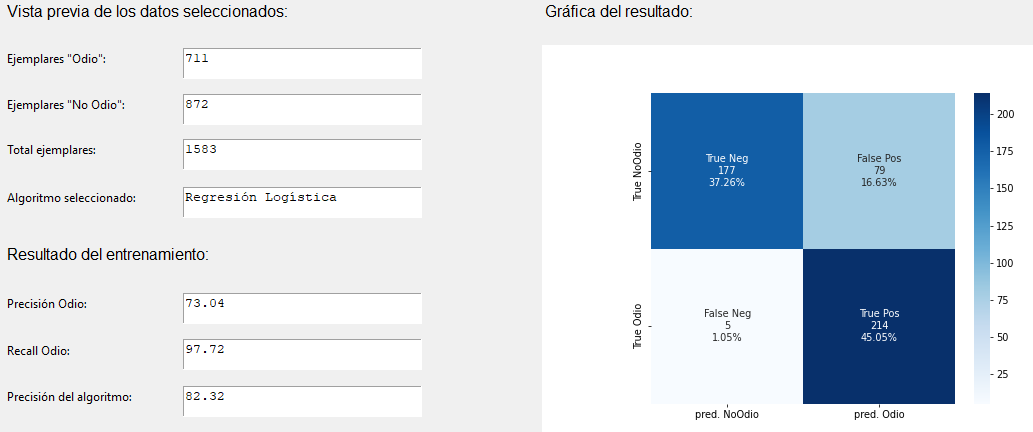 Vista previa de los datos seleccionados:
Ejemplares "Odio":
711
Ejemplares "No Odio":
872
Total ejemplares:
1583
Algoritmo seleccionado:
Regresión Logística
Resultado del entrenamiento:
Precisión Odio:
73.04
Recall Odio:
97.72
Precisión del algoritmo:
82.32
Gráfica del resultado:
True NoOdio
True Neg
177
37.26%
False Pos
79
16.63%
True Odio
False Neg
5
1.05%
True Pos
214
45.05%
pred. NoOdio
pred. Odio
200
175
150
125
100
75
50
25